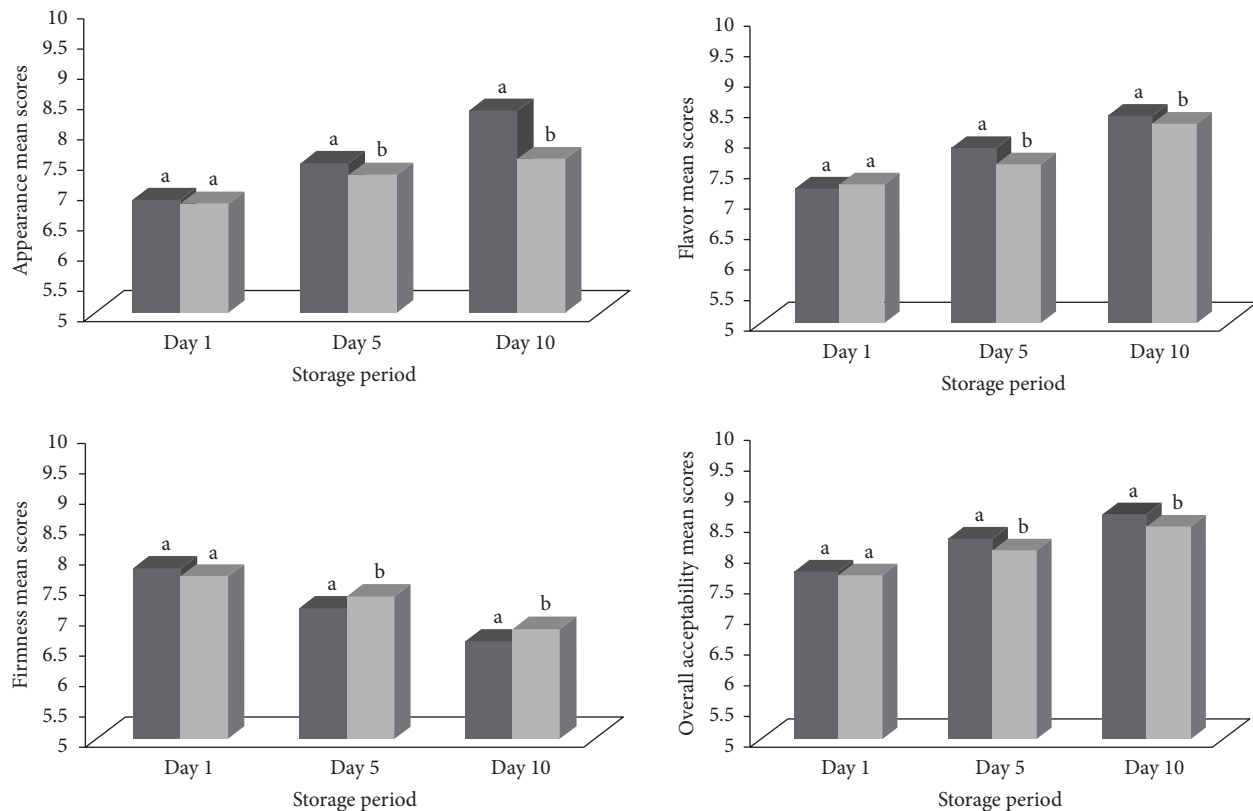 Appearance mean scores
10
9.5
9
8.5
8
7.5
7
6.5
6
5.5
5
a a
a b
a b
Day 1 Day 5 Day 10
Storage period
Flavor mean scores
10
9.5
9
8.5
8
7.5
7
6.5
6
5.5
5
a a
a b
a b
Day 1 Day 5 Day 10
Storage period
Firmness mean scores
10
9.5
9
8.5
8
7.5
7
6.5
6
5.5
5
a a
a b
a b
Day 1 Day 5 Day 10
Storage period
Overall acceptability mean scores
10
9.5
9
8.5
8
7.5
7
6.5
6
5.5
5
a a
a b
a b
Day 1 Day 5 Day 10
Storage period